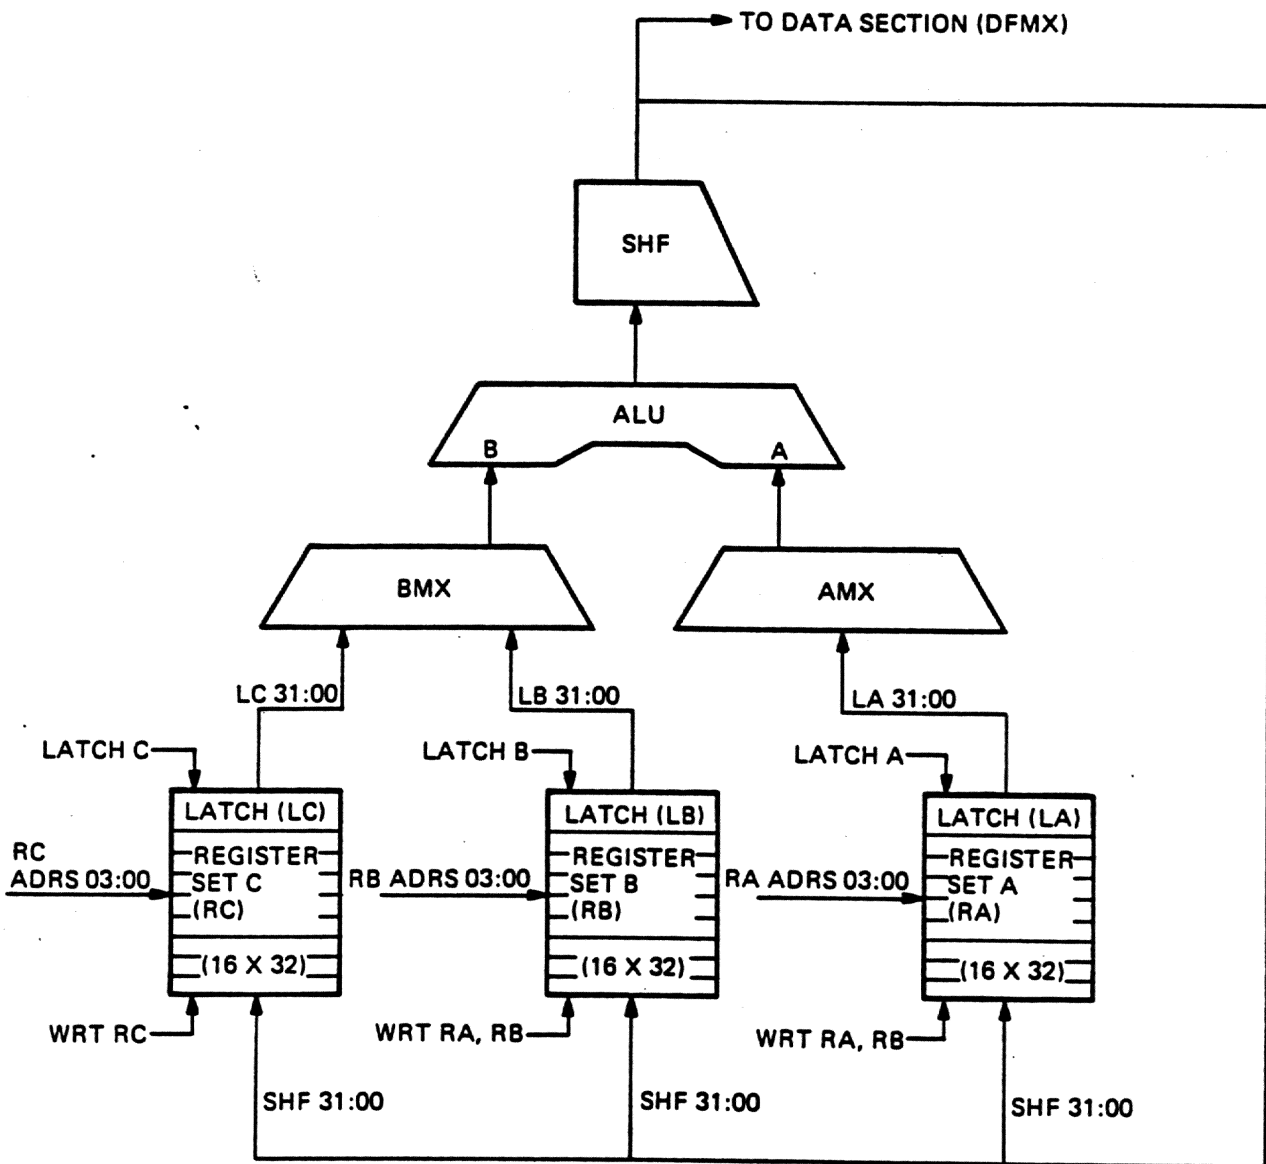 TO DATA SECTION (DFMX)
SHF
ALU
B
A
BMX
AMX
LC 31:00
LB 31:00
LA 31:00
LATCH C
LATCH B
LATCH A
LATCH (LC)
LATCH (LB)
LATCH (LA)
RC
ADRS 03:00
REGISTER
SET C
(RC)
RB ADRS 03:00
REGISTER
SET B
(RB)
RA ADRS 03:00
REGISTER
SET A
(RA)
(16 X 32)
(16 X 32)
(16 X 32)
WRT RC
WRT RA, RB
WRT RA, RB
SHF 31:00
SHF 31:00
SHF 31:00